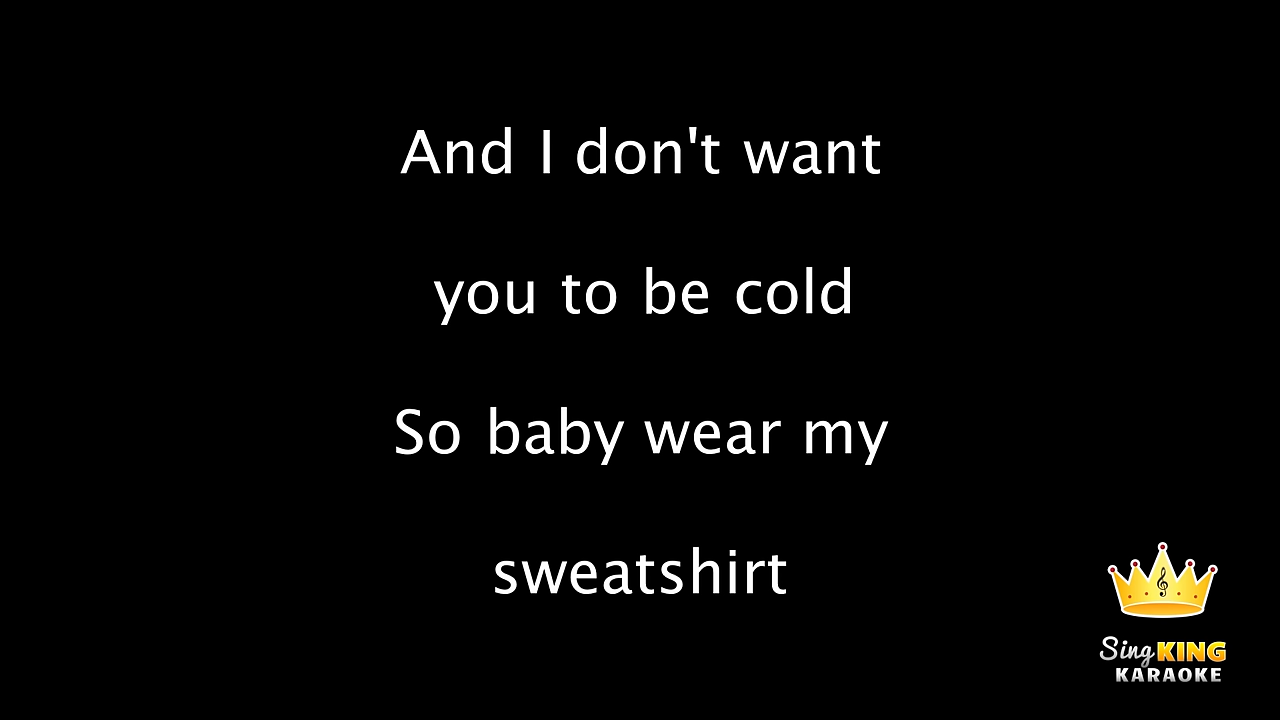 And I don't want
you to be cold
So baby wear my
sweatshirt
Sing KING
KARAOKE